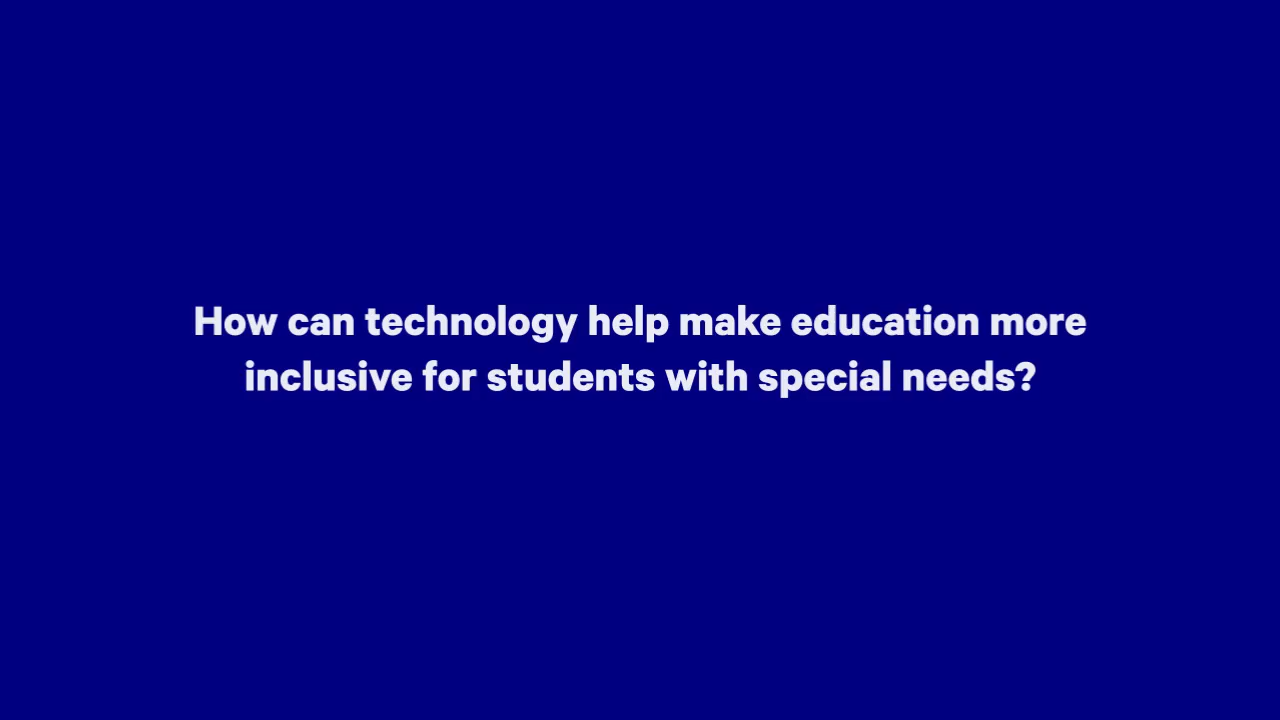 How can technology help make education more
inclusive for students with special needs?